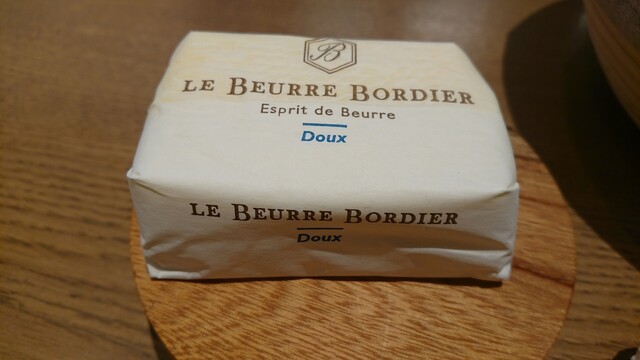 B
LE BEURRE BORDIER
Esprit de Beurre
Doux
LE BEURRE BORDIER
Doux